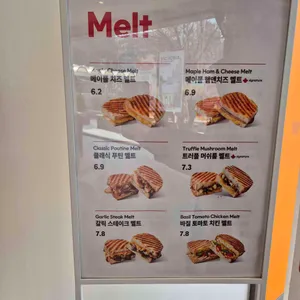 Melt
Cheese Melt
메이플 치즈 멜트
6.2
Maple Ham & Cheese Melt
메이플 햄앤치즈 멜트
6.9
Classic Poutine Melt
클래식 푸틴 멜트
6.9
Truffle Mushroom Melt
트러플 머쉬룸 멜트
7.3
Garlic Steak Melt
갈릭 스테이크 멜트
7.8
Basil Tomato Chicken Melt
바질 토마토 치킨 멜트
7.8